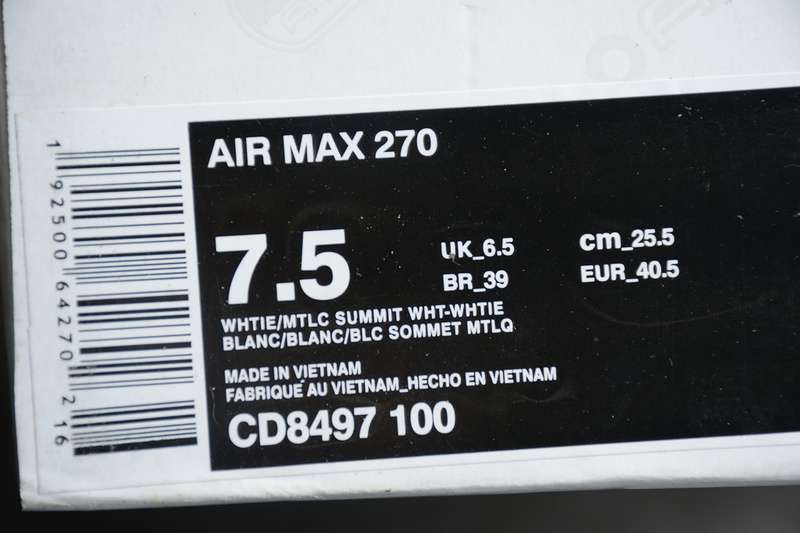 AIR MAX 270
7.5
UK_6.5
cm_25.5
BR_39
EUR_40.5
WHTIE/MTLC SUMMIT WHT-WHTIE
BLANC/BLANC/BLC SOMMET MTLQ
MADE IN VIETNAM
FABRIQUÉ AU VIETNAM_HECHO EN VIETNAM
CD8497 100
1 92500 64270 2 16